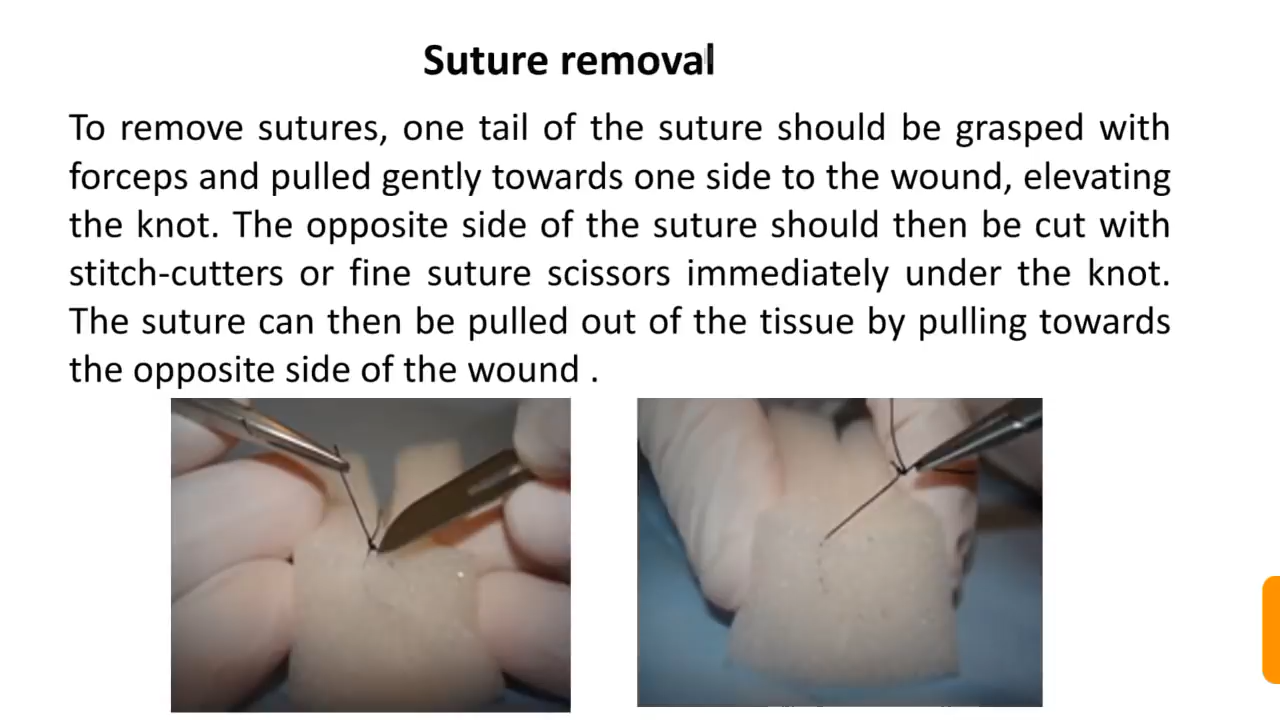 Suture removal
To remove sutures, one tail of the suture should be grasped with
forceps and pulled gently towards one side to the wound, elevating
the knot. The opposite side of the suture should then be cut with
stitch-cutters or fine suture scissors immediately under the knot.
The suture can then be pulled out of the tissue by pulling towards
the opposite side of the wound .